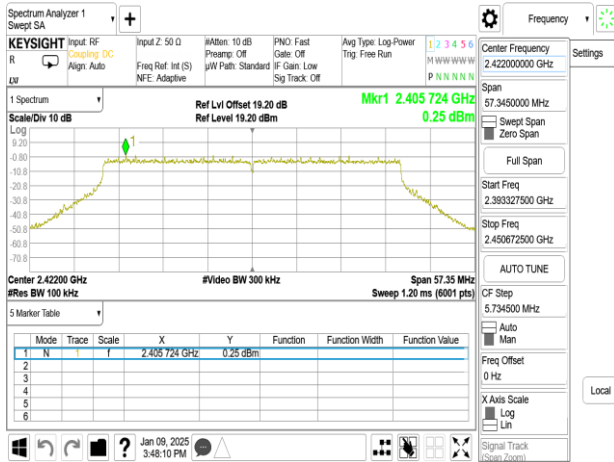 Spectrum Analyzer 1
Swept SA
+
Frequency
KEYSIGHT
R
LXI
Input: RF
Coupling: DC
Align: Auto
Input Z: 50 Ω
Freq Ref: Int (S)
NFE: Adaptive
#Atten: 10 dB
Preamp: Off
µW Path: Standard
PNO: Fast
Gate: Off
IF Gain: Low
Sig Track: Off
Avg Type: Log-Power
Trig: Free Run
1 2 3 4 5 6
M W W W W W
P N N N N N
1 Spectrum
Scale/Div 10 dB
Log
Ref Lvl Offset 19.20 dB
Ref Level 19.20 dBm
Mkr1 2.405 724 GHz
0.25 dBm
1
9.20
-0.80
-10.8
-20.8
-30.8
-40.8
-50.8
-60.8
-70.8
Center 2.42200 GHz
#Res BW 100 kHz
#Video BW 300 kHz
Span 57.35 MHz
Sweep 1.20 ms (6001 pts)
5 Marker Table
Mode Trace Scale X Y Function Function Width Function Value
1 N 1 f 2.405 724 GHz 0.25 dBm
2
3
4
5
6
Center Frequency
2.422000000 GHz
Settings
Span
57.3450000 MHz
Swept Span
Zero Span
Full Span
Start Freq
2.393327500 GHz
Stop Freq
2.450672500 GHz
AUTO TUNE
CF Step
5.734500 MHz
Auto
Man
Freq Offset
0 Hz
X Axis Scale
Log
Lin
Local
Signal Track
(Span Zoom)
?
Jan 09, 2025
3:48:10 PM